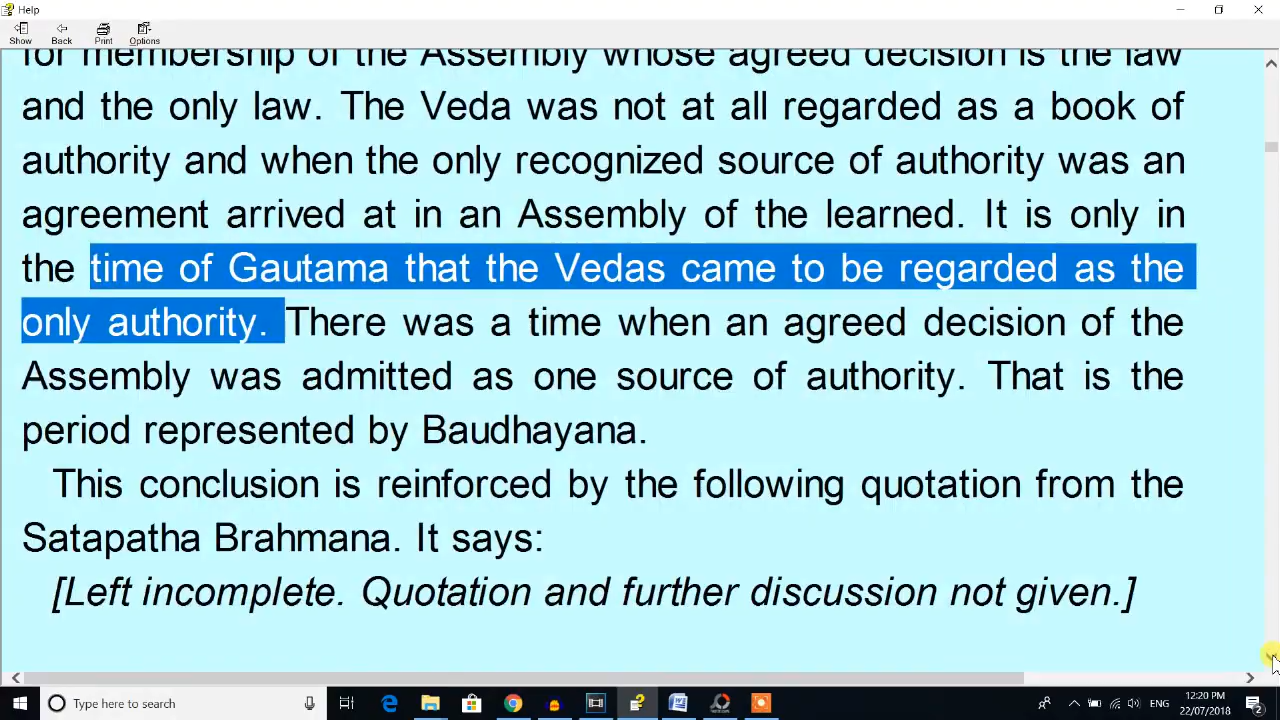 Help
Show Back Print Options
for membership of the Assembly whose agreed decision is the law
and the only law. The Veda was not at all regarded as a book of
authority and when the only recognized source of authority was an
agreement arrived at in an Assembly of the learned. It is only in
the time of Gautama that the Vedas came to be regarded as the
only authority. There was a time when an agreed decision of the
Assembly was admitted as one source of authority. That is the
period represented by Baudhayana.
This conclusion is reinforced by the following quotation from the
Satapatha Brahmana. It says:
[Left incomplete. Quotation and further discussion not given.]
Type here to search
ENG
12:20 PM
22/07/2018
2